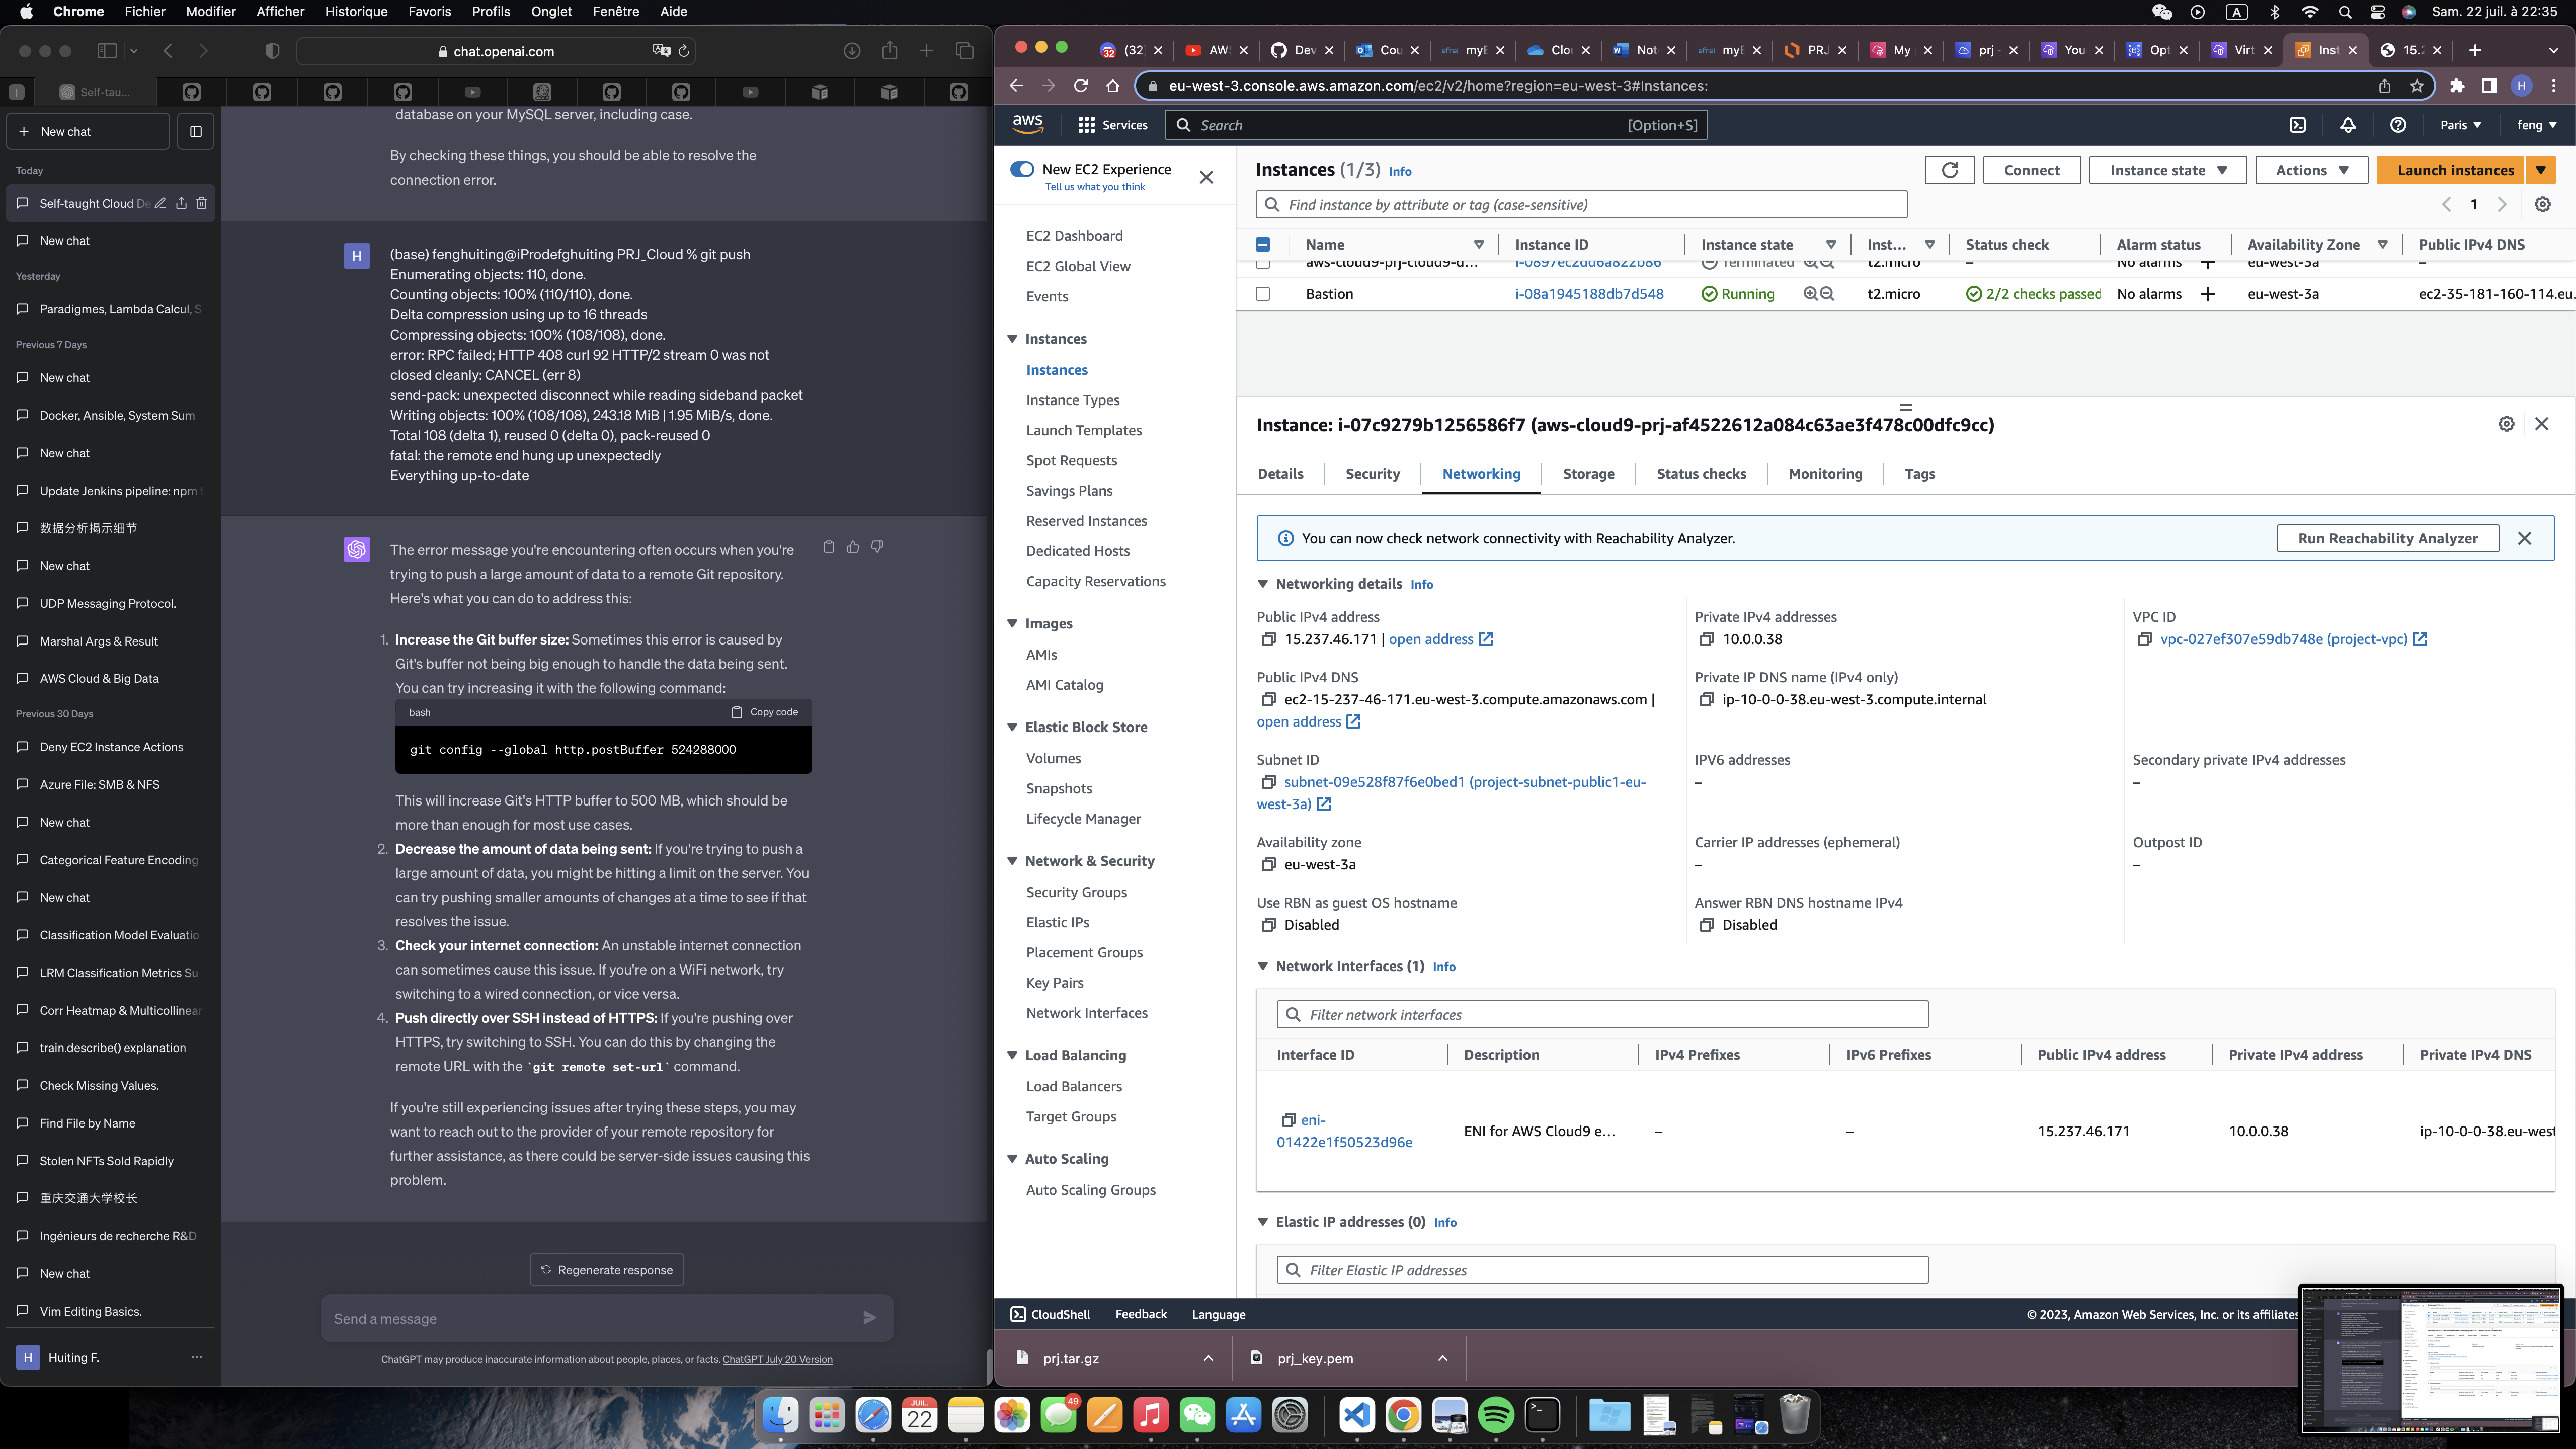 Chrome Fichier Modifier Afficher Historique Favoris Profils Onglet Fenêtre Aide
A
Sam. 22 juil. à 22:35
chat.openai.com
Self-tau...
New chat
Today
Self-taught Cloud De
New chat
Yesterday
Paradigmes, Lambda Calcul, S
Previous 7 Days
New chat
Docker, Ansible, System Sum
New chat
Update Jenkins pipeline: npm
数据分析揭示细节
New chat
UDP Messaging Protocol.
Marshal Args & Result
AWS Cloud & Big Data
Previous 30 Days
Deny EC2 Instance Actions
Azure File: SMB & NFS
New chat
Categorical Feature Encoding
New chat
Classification Model Evaluatio
LRM Classification Metrics Su
Corr Heatmap & Multicollinear
train.describe() explanation
Check Missing Values.
Find File by Name
Stolen NFTs Sold Rapidly
重庆交通大学校长
Ingénieurs de recherche R&D
New chat
Vim Editing Basics.
H Huiting F.
database on your MySQL server, including case.
By checking these things, you should be able to resolve the
connection error.
H
(base) fenghuiting@iProdefghuiting PRJ_Cloud % git push
Enumerating objects: 110, done.
Counting objects: 100% (110/110), done.
Delta compression using up to 16 threads
Compressing objects: 100% (108/108), done.
error: RPC failed; HTTP 408 curl 92 HTTP/2 stream 0 was not
closed cleanly: CANCEL (err 8)
send-pack: unexpected disconnect while reading sideband packet
Writing objects: 100% (108/108), 243.18 MiB | 1.95 MiB/s, done.
Total 108 (delta 1), reused 0 (delta 0), pack-reused 0
fatal: the remote end hung up unexpectedly
Everything up-to-date
The error message you're encountering often occurs when you're
trying to push a large amount of data to a remote Git repository.
Here's what you can do to address this:
1. Increase the Git buffer size: Sometimes this error is caused by
Git's buffer not being big enough to handle the data being sent.
You can try increasing it with the following command:
bash Copy code
git config --global http.postBuffer 524288000
This will increase Git's HTTP buffer to 500 MB, which should be
more than enough for most use cases.
2. Decrease the amount of data being sent: If you're trying to push a
large amount of data, you might be hitting a limit on the server. You
can try pushing smaller amounts of changes at a time to see if that
resolves the issue.
3. Check your internet connection: An unstable internet connection
can sometimes cause this issue. If you're on a WiFi network, try
switching to a wired connection, or vice versa.
4. Push directly over SSH instead of HTTPS: If you're pushing over
HTTPS, try switching to SSH. You can do this by changing the
remote URL with the `git remote set-url` command.
If you're still experiencing issues after trying these steps, you may
want to reach out to the provider of your remote repository for
further assistance, as there could be server-side issues causing this
problem.
Regenerate response
Send a message
ChatGPT may produce inaccurate information about people, places, or facts. ChatGPT July 20 Version
(32) AW Dev Cou myE Clou Not myE PRJ My prj You Opt Virt Inst 15.2
eu-west-3.console.aws.amazon.com/ec2/v2/home?region=eu-west-3#Instances:
H
aws Services Search [Option+S] Paris feng
New EC2 Experience
Tell us what you think
EC2 Dashboard
EC2 Global View
Events
Instances
Instances
Instance Types
Launch Templates
Spot Requests
Savings Plans
Reserved Instances
Dedicated Hosts
Capacity Reservations
Images
AMIs
AMI Catalog
Elastic Block Store
Volumes
Snapshots
Lifecycle Manager
Network & Security
Security Groups
Elastic IPs
Placement Groups
Key Pairs
Network Interfaces
Load Balancing
Load Balancers
Target Groups
Auto Scaling
Auto Scaling Groups
Instances (1/3) Info Connect Instance state Actions Launch instances
Find instance by attribute or tag (case-sensitive) 1
Name Instance ID Instance state Inst... Status check Alarm status Availability Zone Public IPv4 DNS
aws-cloud9-prj-cloud9-d... i-0897ec2dd6a822b86 Terminated t2.micro – No alarms + eu-west-3a –
Bastion i-08a1945188db7d548 Running t2.micro 2/2 checks passed No alarms + eu-west-3a ec2-35-181-160-114.eu.
Instance: i-07c9279b1256586f7 (aws-cloud9-prj-af4522612a084c63ae3f478c00dfc9cc)
Details Security Networking Storage Status checks Monitoring Tags
You can now check network connectivity with Reachability Analyzer. Run Reachability Analyzer
Networking details Info
Public IPv4 address Private IPv4 addresses VPC ID
15.237.46.171 | open address 10.0.0.38 vpc-027ef307e59db748e (project-vpc)
Public IPv4 DNS Private IP DNS name (IPv4 only)
ec2-15-237-46-171.eu-west-3.compute.amazonaws.com | ip-10-0-0-38.eu-west-3.compute.internal
open address
Subnet ID IPV6 addresses Secondary private IPv4 addresses
subnet-09e528f87f6e0bed1 (project-subnet-public1-eu- – –
west-3a)
Availability zone Carrier IP addresses (ephemeral) Outpost ID
eu-west-3a – –
Use RBN as guest OS hostname Answer RBN DNS hostname IPv4
Disabled Disabled
Network Interfaces (1) Info
Filter network interfaces
Interface ID Description IPv4 Prefixes IPv6 Prefixes Public IPv4 address Private IPv4 address Private IPv4 DNS
eni-
01422e1f50523d96e ENI for AWS Cloud9 e... – – 15.237.46.171 10.0.0.38 ip-10-0-0-38.eu-west
Elastic IP addresses (0) Info
Filter Elastic IP addresses
CloudShell Feedback Language © 2023, Amazon Web Services, Inc. or its affiliates
prj.tar.gz prj_key.pem
JUIL. 22
49